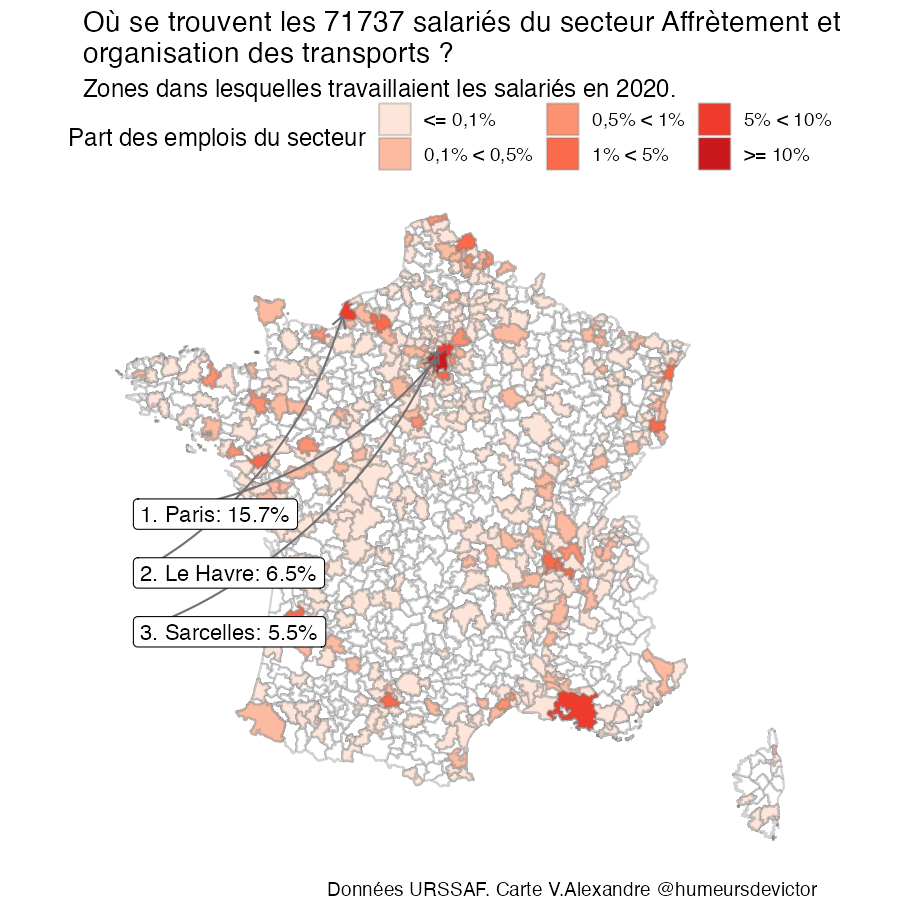 Où se trouvent les 71737 salariés du secteur Affrètement et
organisation des transports ?
Zones dans lesquelles travaillaient les salariés en 2020.
Part des emplois du secteur
<= 0,1%
0,1% < 0,5%
0,5% < 1%
1% < 5%
5% < 10%
>= 10%
1. Paris: 15.7%
2. Le Havre: 6.5%
3. Sarcelles: 5.5%
Données URSSAF. Carte V.Alexandre @humeursdevictor